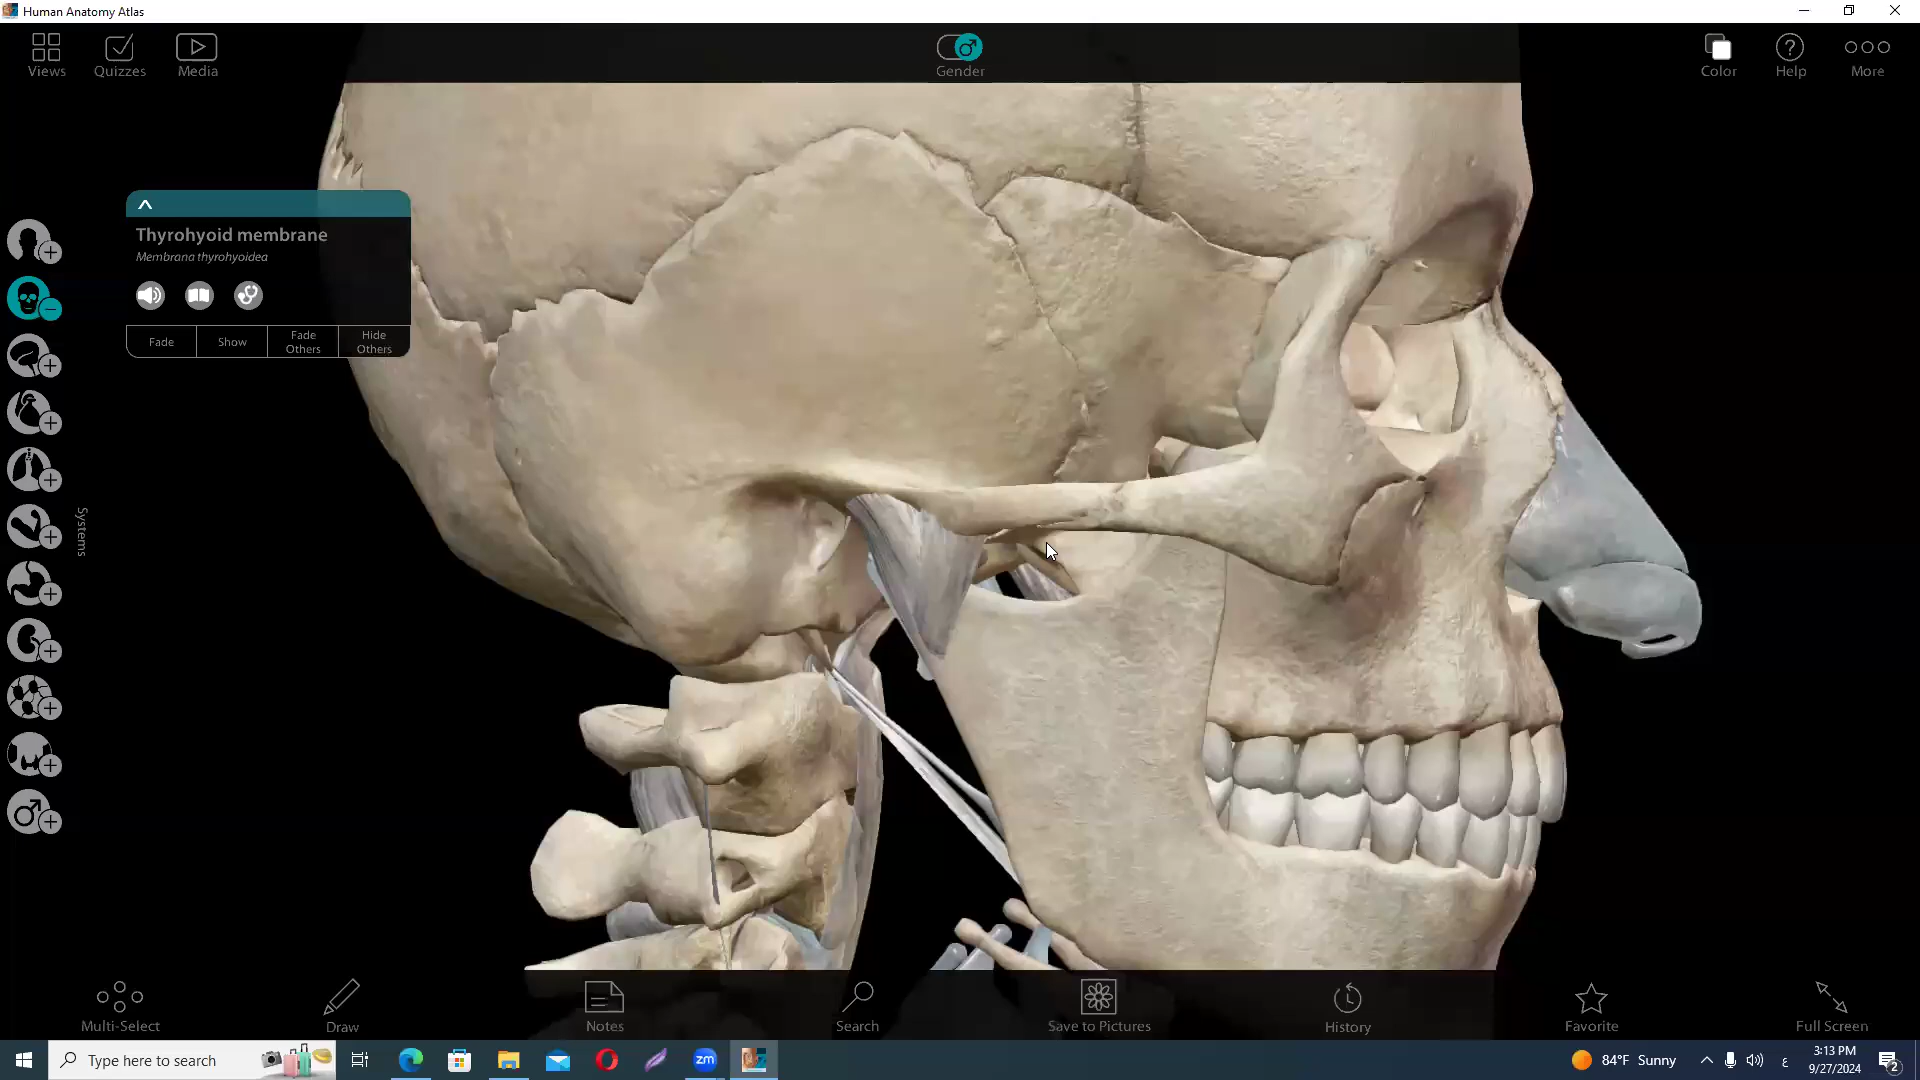 Human Anatomy Atlas
Views
Quizzes
Media
Gender
Color
Help
More
Thyrohyoid membrane
Membrana thyrohyoidea
Fade
Show
Fade
Others
Hide
Others
Systems
Multi-Select
Draw
Notes
Search
Save to Pictures
History
Favorite
Full Screen
Type here to search
zm
84°F Sunny
ع
3:13 PM
9/27/2024
2